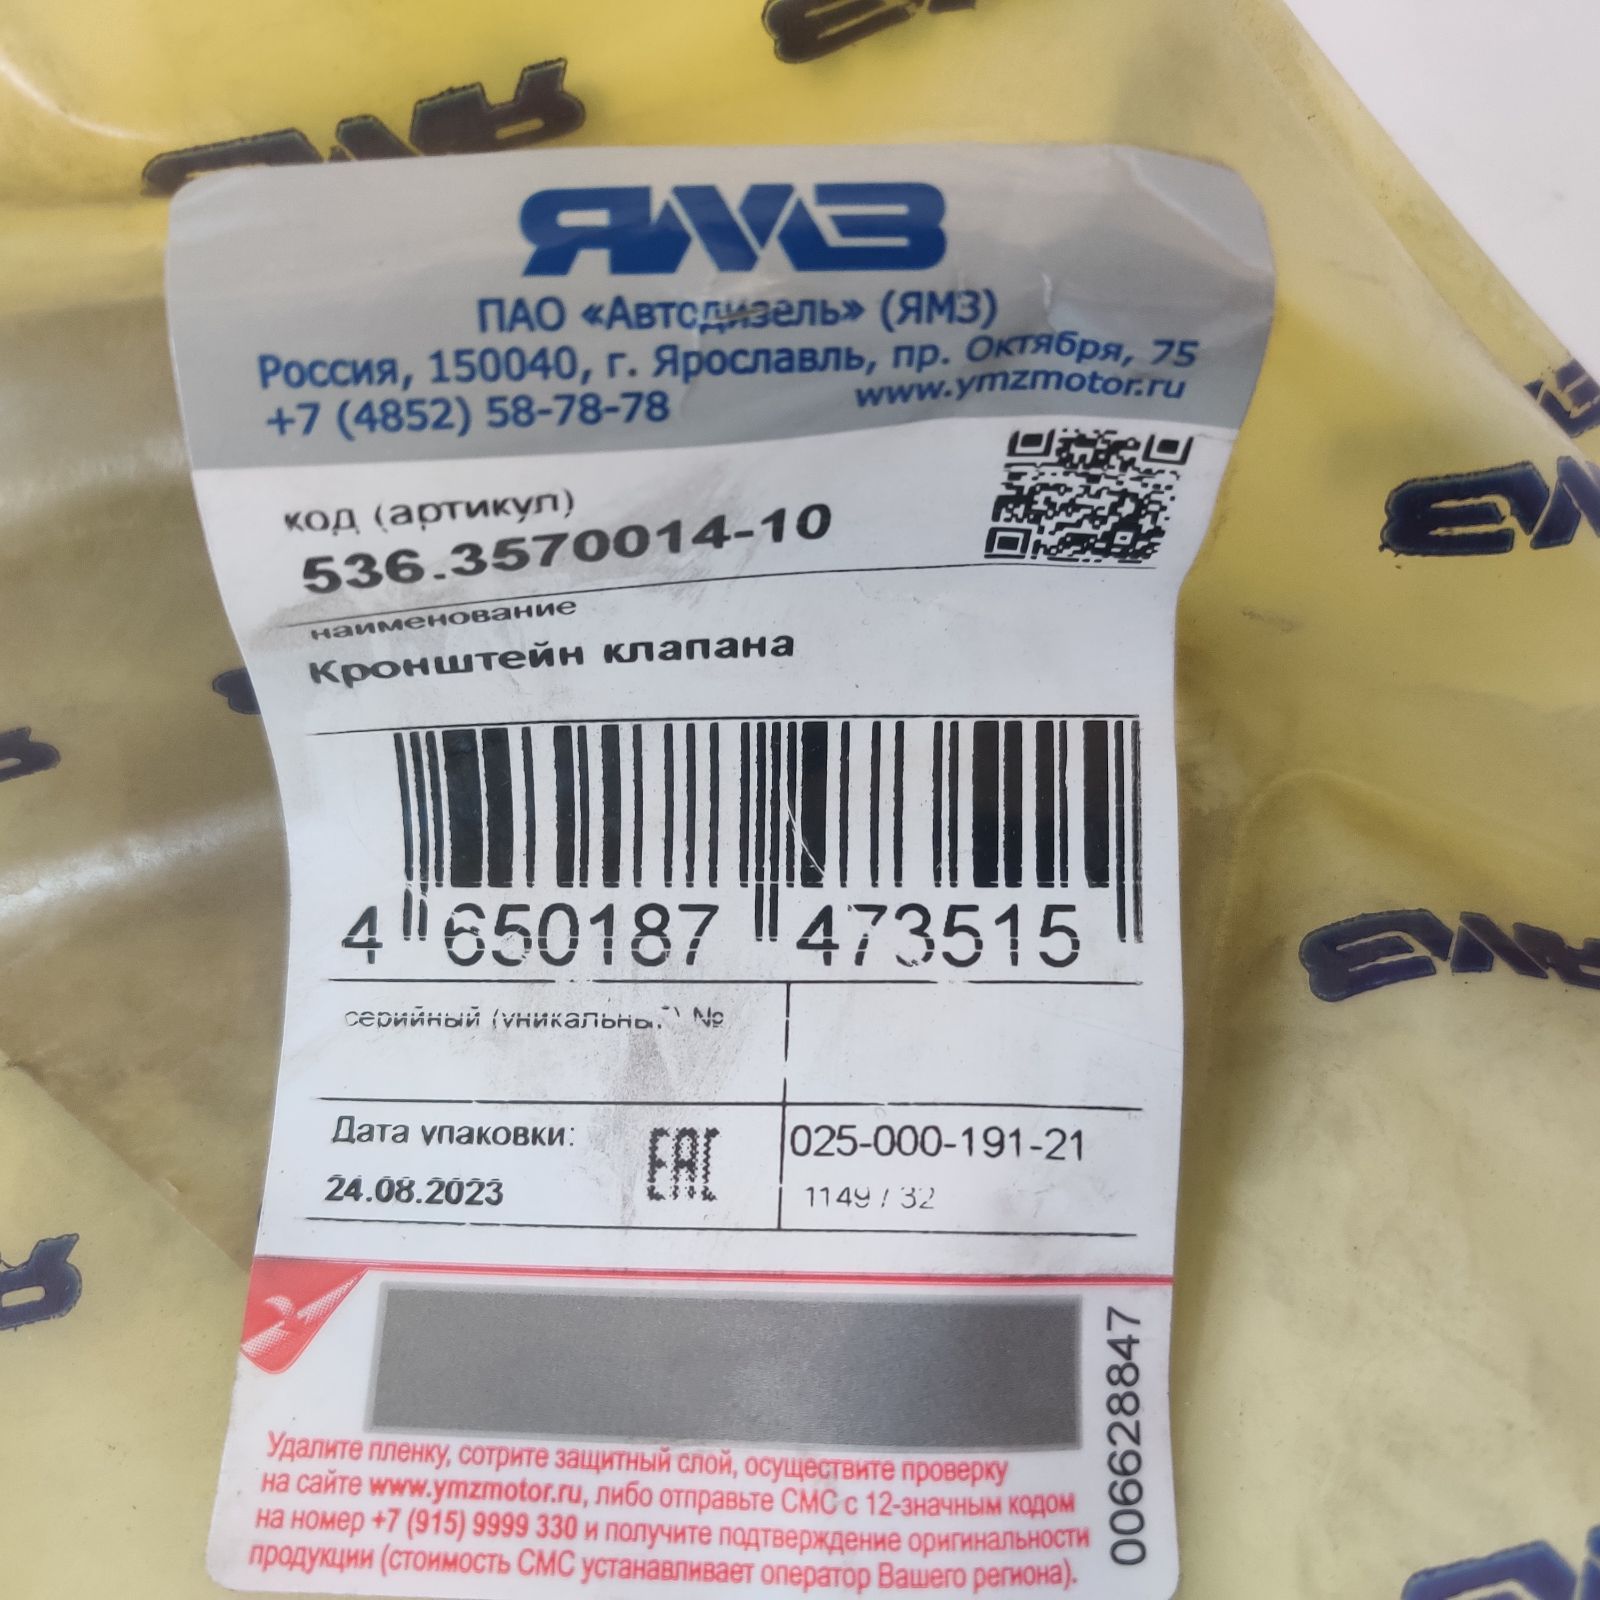 ЯМЗ
ПАО «Автодизель» (ЯМЗ)
Россия, 150040, г. Ярославль, пр. Октября, 75
+7 (4852) 58-78-78
www.ymzmotor.ru
код (артикул)
536.3570014-10
наименование
Кронштейн клапана
4 650187 473515
серийный (уникальный) №
Дата упаковки:
24.08.2023
EAC
025-000-191-21
1149 / 32
Удалите пленку, сотрите защитный слой, осуществите проверку
на сайте www.ymzmotor.ru, либо отправьте СМС с 12-значным кодом
на номер +7 (915) 9999 330 и получите подтверждение оригинальности
продукции (стоимость СМС устанавливает оператор Вашего региона).
006628847